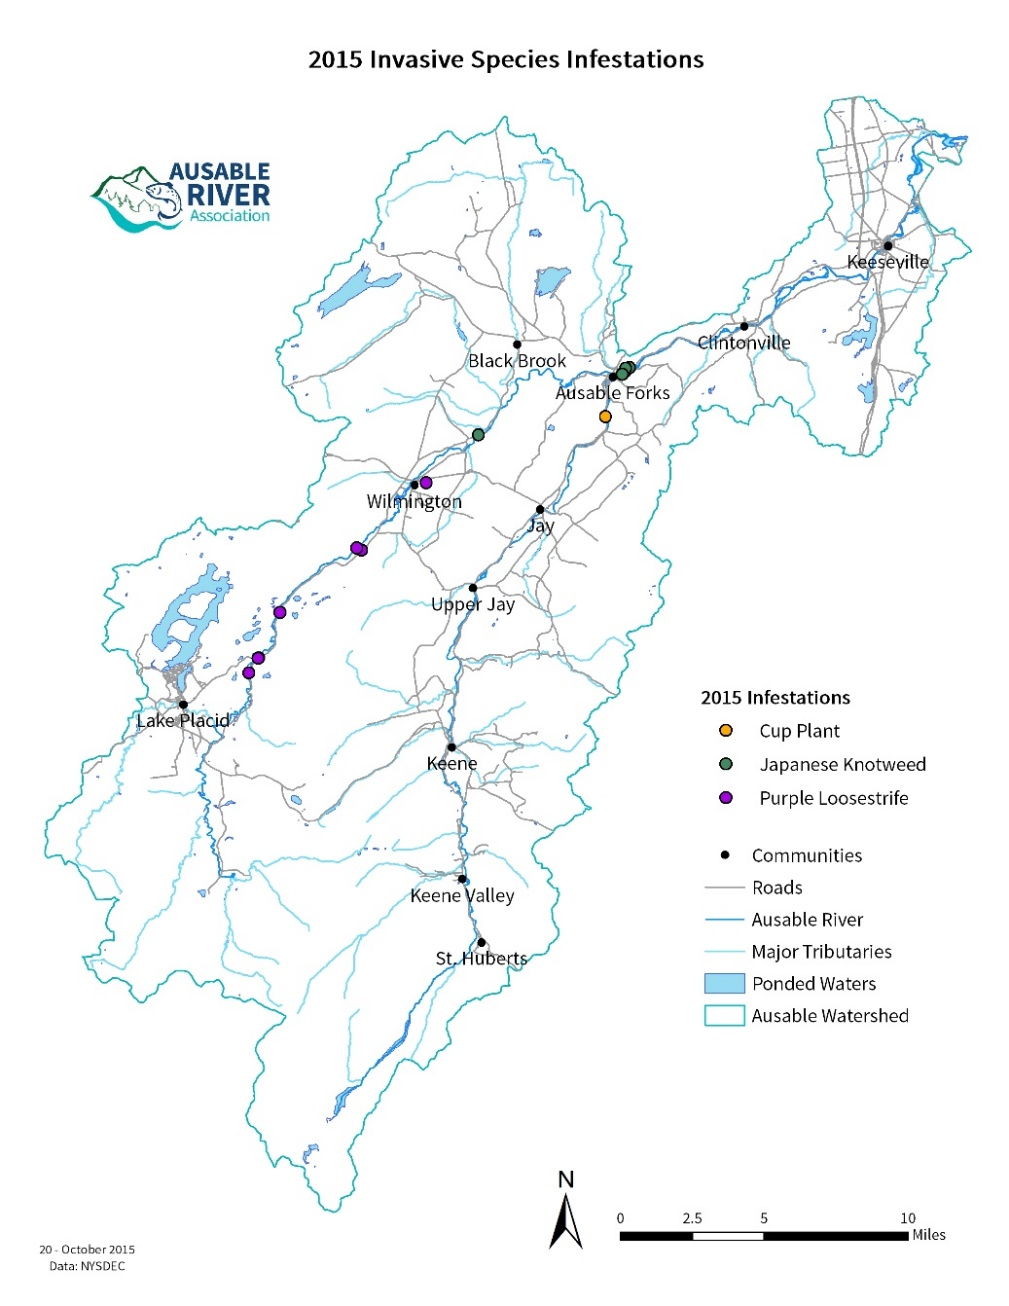 2015 Invasive Species Infestations
AUSABLE
RIVER
Association
Keeseville
Clintonville
Black Brook
Ausable Forks
Wilmington
Jay
Upper Jay
Lake Placid
Keene
Keene Valley
St. Huberts
2015 Infestations
Cup Plant
Japanese Knotweed
Purple Loosestrife
Communities
Roads
Ausable River
Major Tributaries
Ponded Waters
Ausable Watershed
N
0 2.5 5 10
Miles
20 - October 2015
Data: NYSDEC